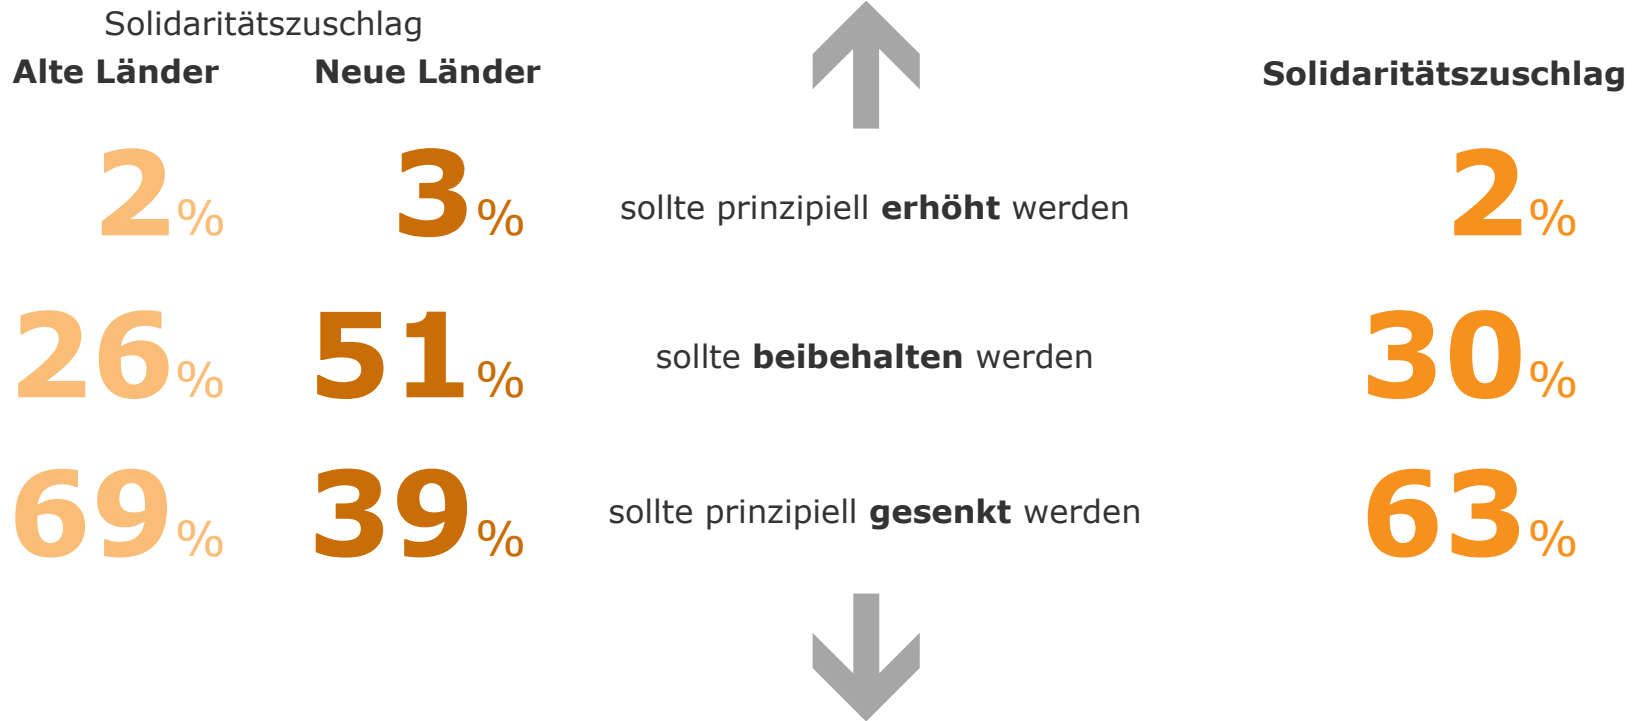 Solidaritätszuschlag
Alte Länder Neue Länder Solidaritätszuschlag
2% 3% sollte prinzipiell erhöht werden 2%
26% 51% sollte beibehalten werden 30%
69% 39% sollte prinzipiell gesenkt werden 63%